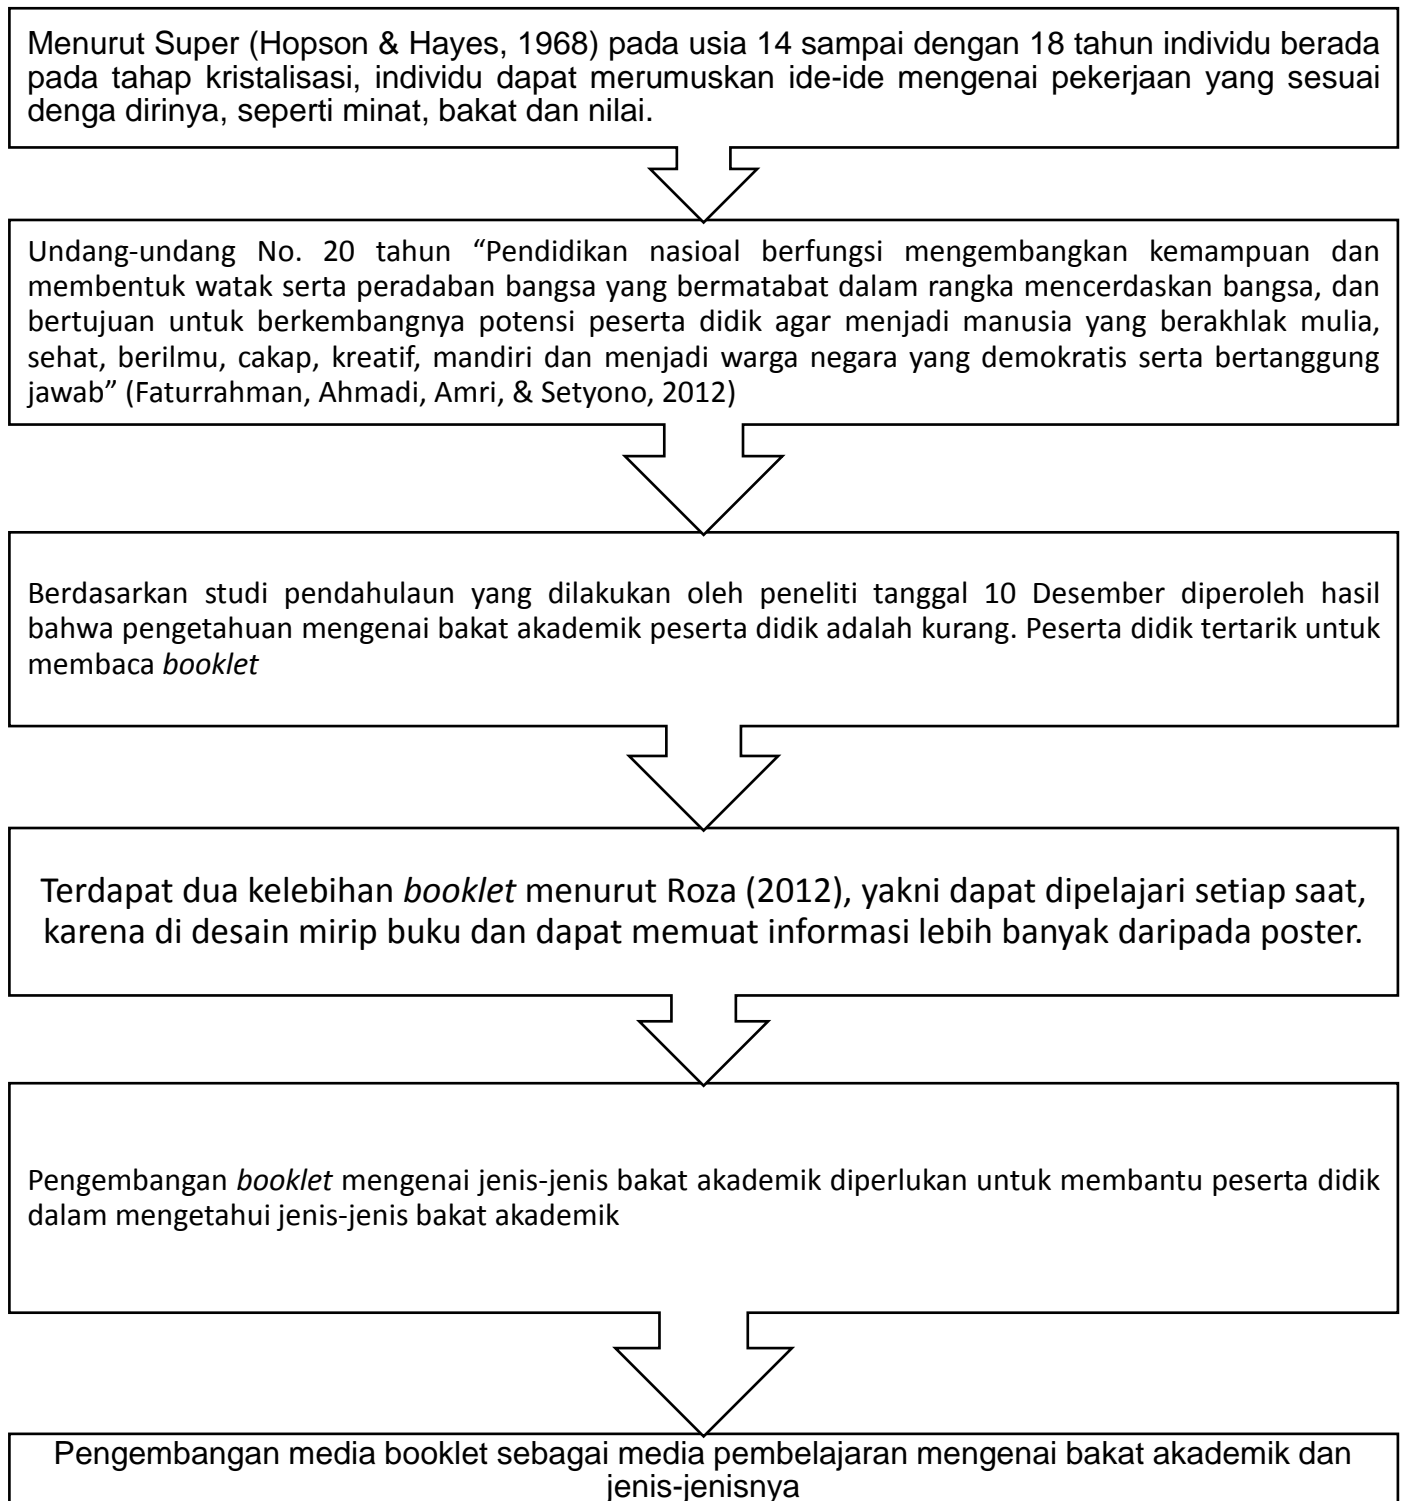 Menurut Super (Hopson & Hayes, 1968) pada usia 14 sampai dengan 18 tahun individu berada
pada tahap kristalisasi, individu dapat merumuskan ide-ide mengenai pekerjaan yang sesuai
denga dirinya, seperti minat, bakat dan nilai.
Undang-undang No. 20 tahun “Pendidikan nasioal berfungsi mengembangkan kemampuan dan
membentuk watak serta peradaban bangsa yang bermatabat dalam rangka mencerdaskan bangsa, dan
bertujuan untuk berkembangnya potensi peserta didik agar menjadi manusia yang berakhlak mulia,
sehat, berilmu, cakap, kreatif, mandiri dan menjadi warga negara yang demokratis serta bertanggung
jawab” (Faturrahman, Ahmadi, Amri, & Setyono, 2012)
Berdasarkan studi pendahulaun yang dilakukan oleh peneliti tanggal 10 Desember diperoleh hasil
bahwa pengetahuan mengenai bakat akademik peserta didik adalah kurang. Peserta didik tertarik untuk
membaca booklet
Terdapat dua kelebihan booklet menurut Roza (2012), yakni dapat dipelajari setiap saat,
karena di desain mirip buku dan dapat memuat informasi lebih banyak daripada poster.
Pengembangan booklet mengenai jenis-jenis bakat akademik diperlukan untuk membantu peserta didik
dalam mengetahui jenis-jenis bakat akademik
Pengembangan media booklet sebagai media pembelajaran mengenai bakat akademik dan
jenis-jenisnya